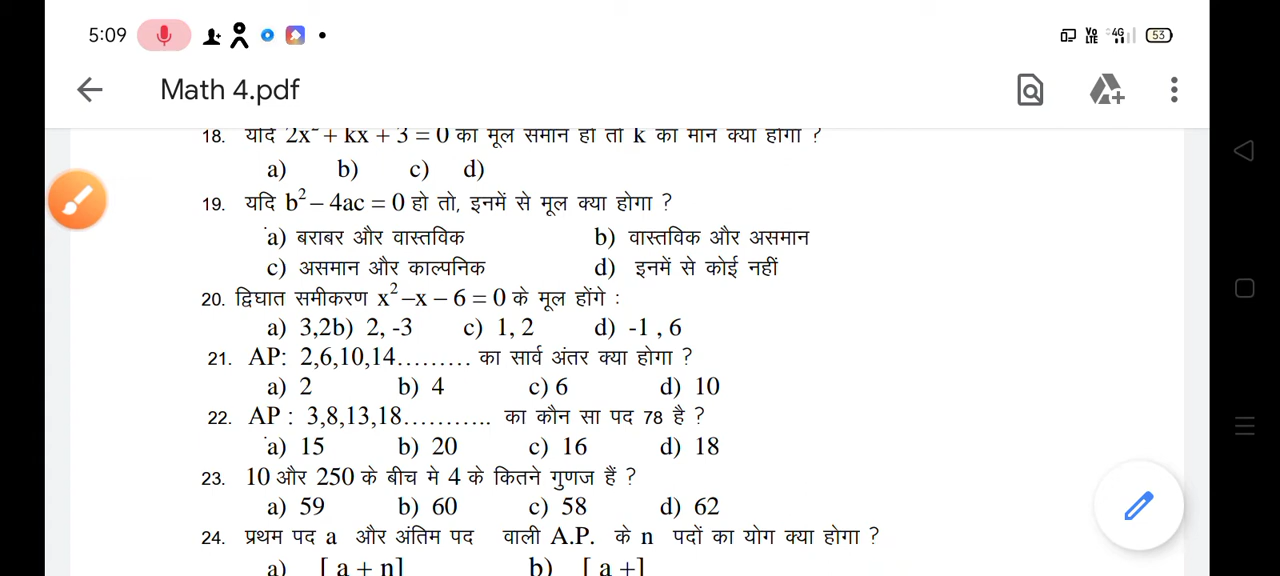 5:09 Vo LTE 4G 53
Math 4.pdf
18. यदि 2x² + kx + 3 = 0 का मूल समान हो तो k का मान क्या होगा ?
a) b) c) d)
19. यदि b² – 4ac = 0 हो तो, इनमें से मूल क्या होगा ?
a) बराबर और वास्तविक b) वास्तविक और असमान
c) असमान और काल्पनिक d) इनमें से कोई नहीं
20. द्विघात समीकरण x² –x – 6 = 0 के मूल होंगे :
a) 3,2b) 2, -3 c) 1, 2 d) -1 , 6
21. AP: 2,6,10,14......... का सार्व अंतर क्या होगा ?
a) 2 b) 4 c) 6 d) 10
22. AP : 3,8,13,18........... का कौन सा पद 78 है ?
a) 15 b) 20 c) 16 d) 18
23. 10 और 250 के बीच मे 4 के कितने गुणज हैं ?
a) 59 b) 60 c) 58 d) 62
24. प्रथम पद a और अंतिम पद वाली A.P. के n पदों का योग क्या होगा ?
a) [ a + n] b) [ a +]